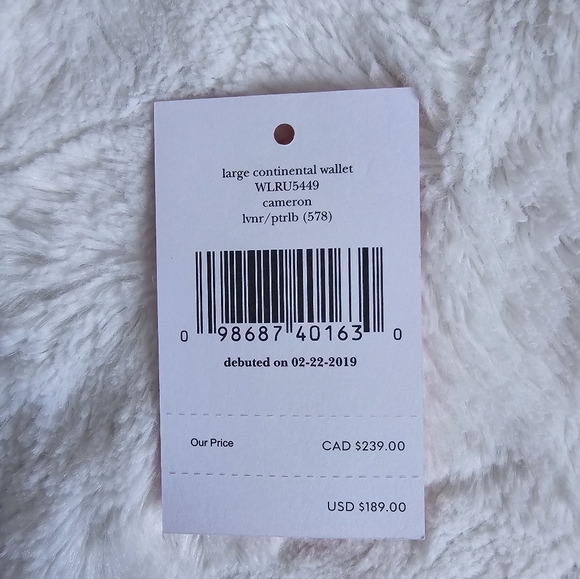 large continental wallet
WLRU5449
cameron
lvnr/ptrlb (578)
0 98687 40163 0
debuted on 02-22-2019
Our Price CAD $239.00
USD $189.00